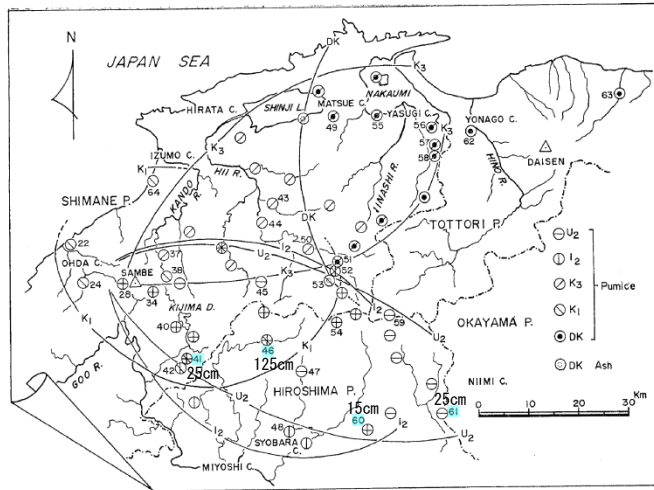 N
JAPAN SEA
DK
K3
NAKAUMI
63
SHINJI L.
MATSUE C.
HIRATA C.
49
55
YASUGI C.
56
K3
YONAGO C.
57
62
58
DAISEN
K3
IZUMO C.
K1
HII R.
HINO R.
64
KANDO R.
43
IINASHI R.
SHIMANE P.
DK
TOTTORI P.
44
22
U2
I2
50
U2
37
51
I2
OHDA C.
SAMBE
K3
52
K3
Pumice
24
28
38
45
53
K1
34
DK
KIJIMA D.
OKAYAMA P.
K1
40
54
59
DK Ash
U2
46
K1
GOO R.
41
125cm
42
25cm
47
NIIMI C.
HIROSHIMA P.
U2
15cm
25cm
0
10
20
30 Km
60
I2
61
I2
48
U2
SYOBARA C.
MIYOSHI C.